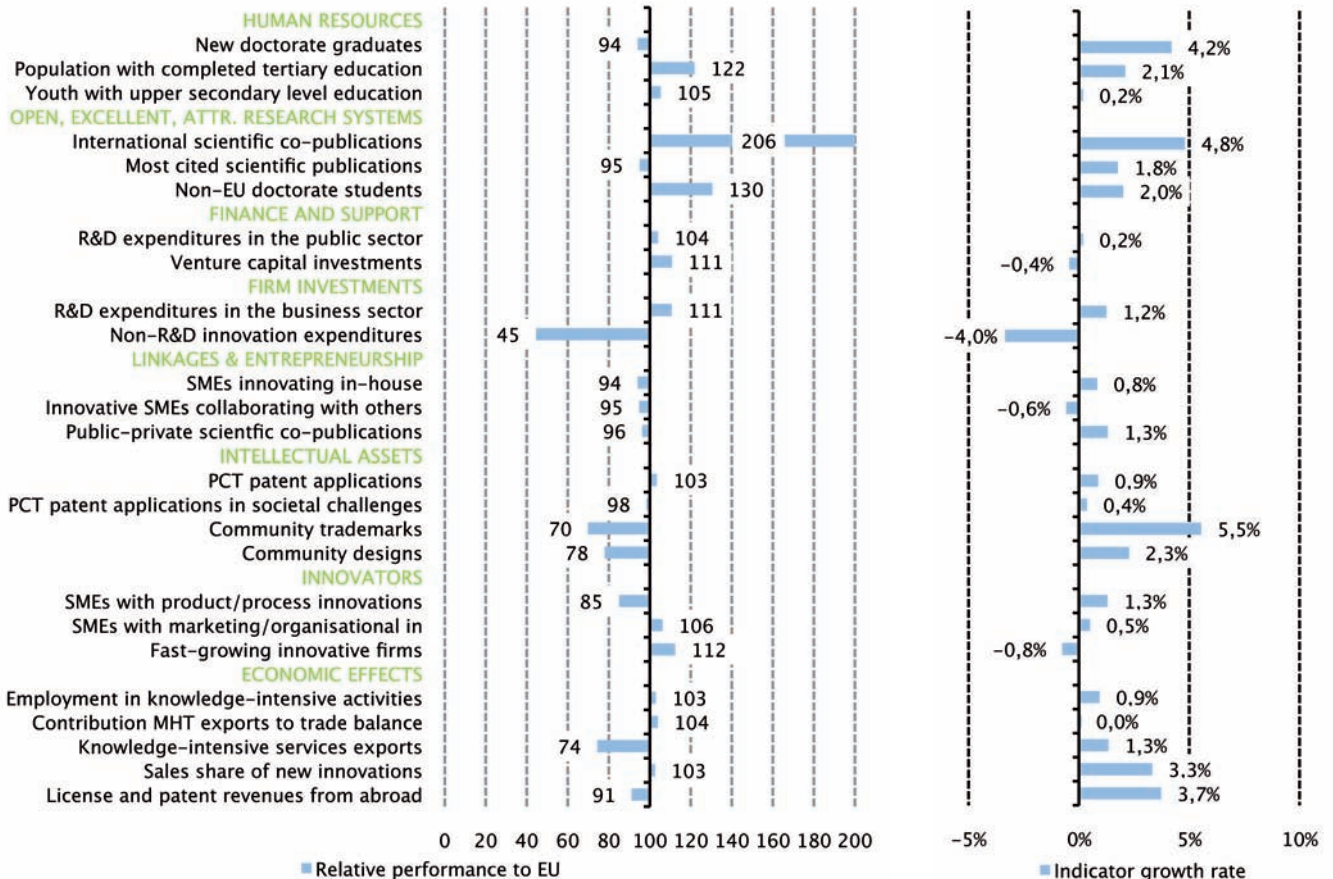 HUMAN RESOURCES
New doctorate graduates 94 4,2%
Population with completed tertiary education 122 2,1%
Youth with upper secondary level education 105 0,2%
OPEN, EXCELLENT, ATTR. RESEARCH SYSTEMS
International scientific co-publications 206 4,8%
Most cited scientific publications 95 1,8%
Non-EU doctorate students 130 2,0%
FINANCE AND SUPPORT
R&D expenditures in the public sector 104 0,2%
Venture capital investments 111 -0,4%
FIRM INVESTMENTS
R&D expenditures in the business sector 111 1,2%
Non-R&D innovation expenditures 45 -4,0%
LINKAGES & ENTREPRENEURSHIP
SMEs innovating in-house 94 0,8%
Innovative SMEs collaborating with others 95 -0,6%
Public-private scientfic co-publications 96 1,3%
INTELLECTUAL ASSETS
PCT patent applications 103 0,9%
PCT patent applications in societal challenges 98 0,4%
Community trademarks 70 5,5%
Community designs 78 2,3%
INNOVATORS
SMEs with product/process innovations 85 1,3%
SMEs with marketing/organisational in 106 0,5%
Fast-growing innovative firms 112 -0,8%
ECONOMIC EFFECTS
Employment in knowledge-intensive activities 103 0,9%
Contribution MHT exports to trade balance 104 0,0%
Knowledge-intensive services exports 74 1,3%
Sales share of new innovations 103 3,3%
License and patent revenues from abroad 91 3,7%
0 20 40 60 80 100 120 140 160 180 200 -5% 0% 5% 10%
Relative performance to EU Indicator growth rate